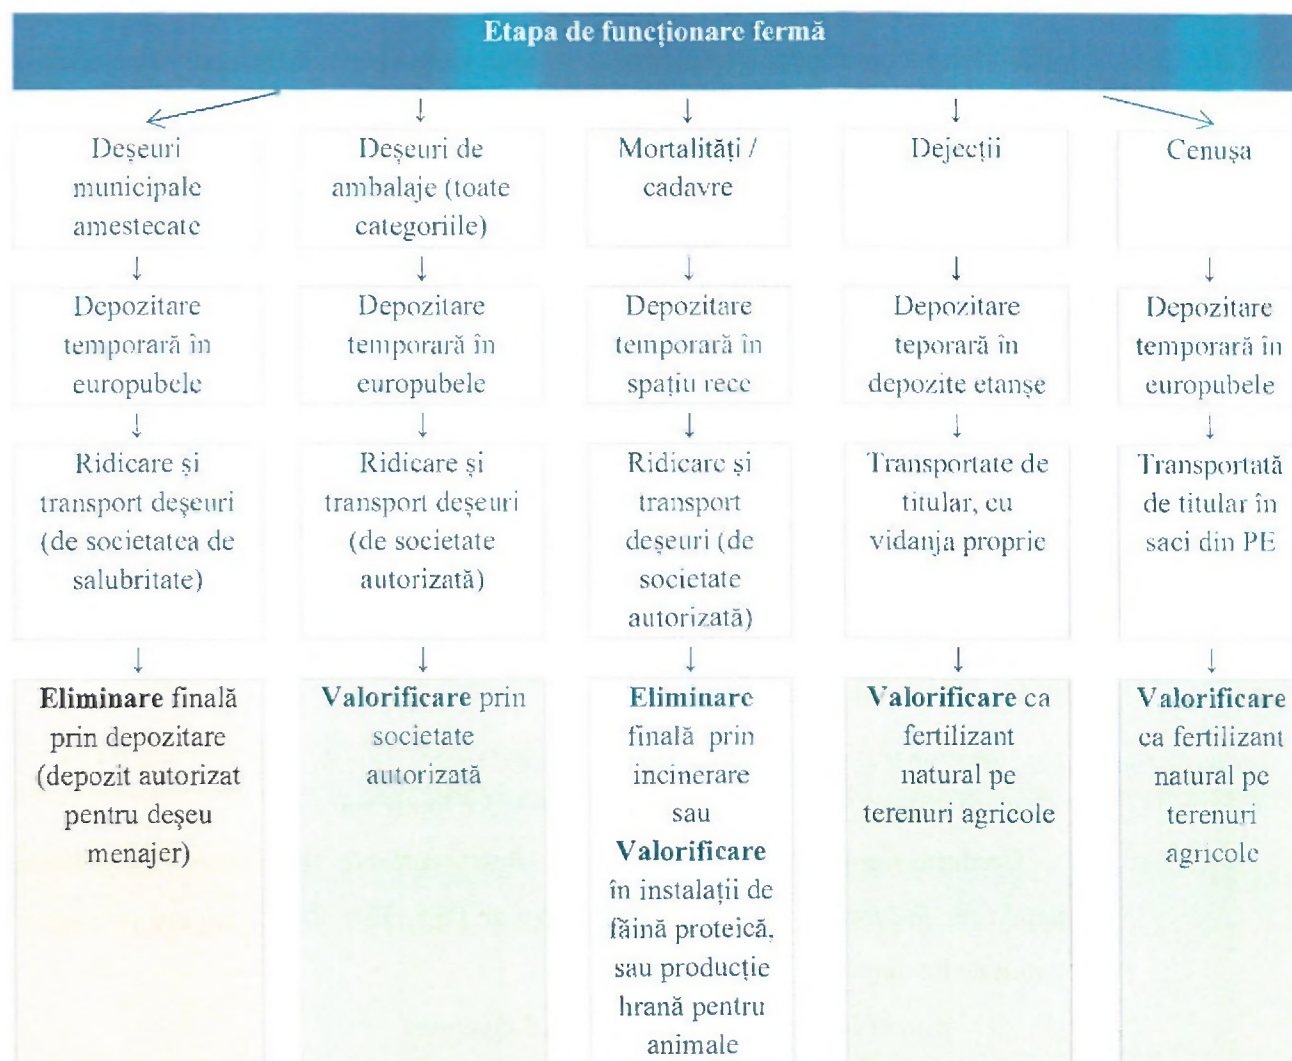 Etapa de funcționare fermă
Deșeuri
municipale
amestecate
Deșeuri de
ambalaje (toate
categoriile)
Mortalități /
cadavre
Dejecții
Cenușa
Depozitare
temporară în
europubele
Depozitare
temporară în
europubele
Depozitare
temporară în
spațiu rece
Depozitare
teporară în
depozite etanșe
Depozitare
temporară în
europubele
Ridicare și
transport deșeuri
(de societatea de
salubritate)
Ridicare și
transport deșeuri
(de societate
autorizată)
Ridicare și
transport
deșeuri (de
societate
autorizată)
Transportate de
titular, cu
vidanja proprie
Transportată
de titular în
saci din PE
Eliminare finală
prin depozitare
(depozit autorizat
pentru deșeu
menajer)
Valorificare prin
societate
autorizată
Eliminare
finală prin
incinerare
sau
Valorificare
în instalații de
făină proteică,
sau producție
hrană pentru
animale
Valorificare ca
fertilizant
natural pe
terenuri agricole
Valorificare
ca fertilizant
natural pe
terenuri
agricole